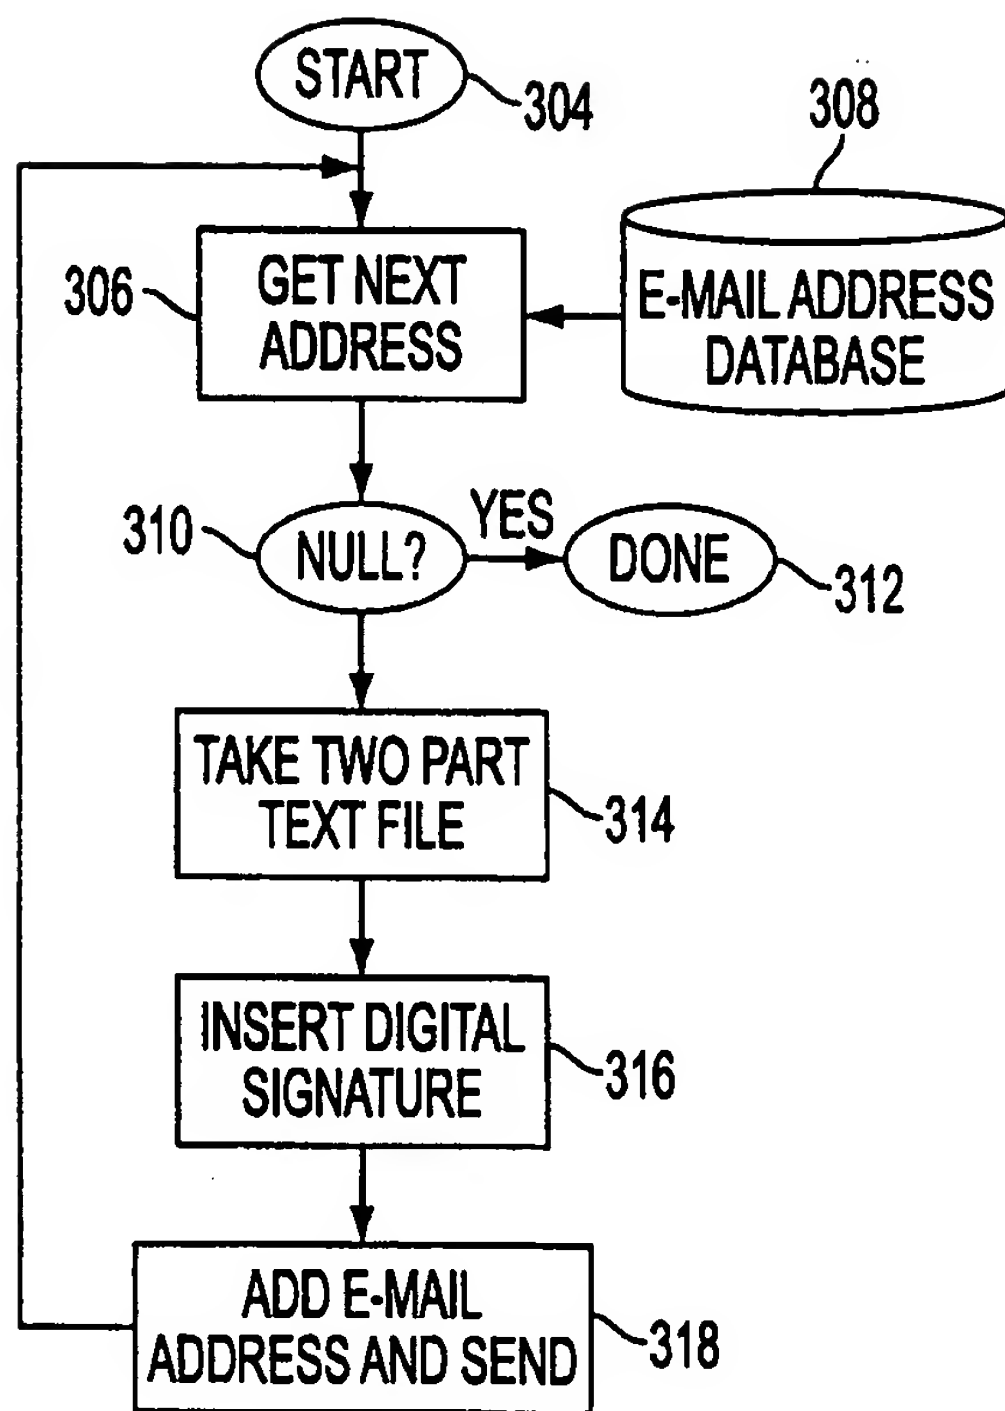 START
304
308
306
GET NEXT
ADDRESS
E-MAIL ADDRESS
DATABASE
310
NULL?
YES
DONE
312
TAKE TWO PART
TEXT FILE
314
INSERT DIGITAL
SIGNATURE
316
ADD E-MAIL
ADDRESS AND SEND
318